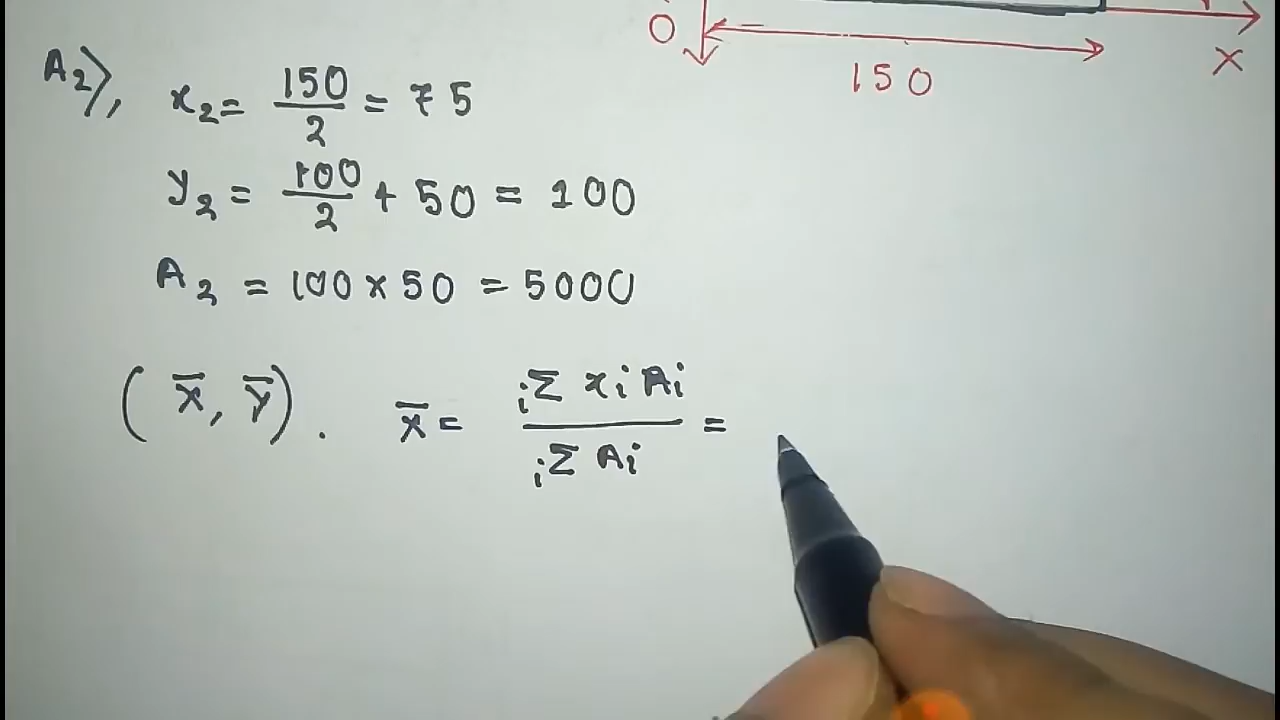 O
150
x
A₂⟩, x₂ = 150/2 = 75
y₂ = 100/2 + 50 = 100
A₂ = 100 × 50 = 5000
(x̅, y̅). x̅ = ᵢΣ xᵢ Aᵢ / ᵢΣ Aᵢ =